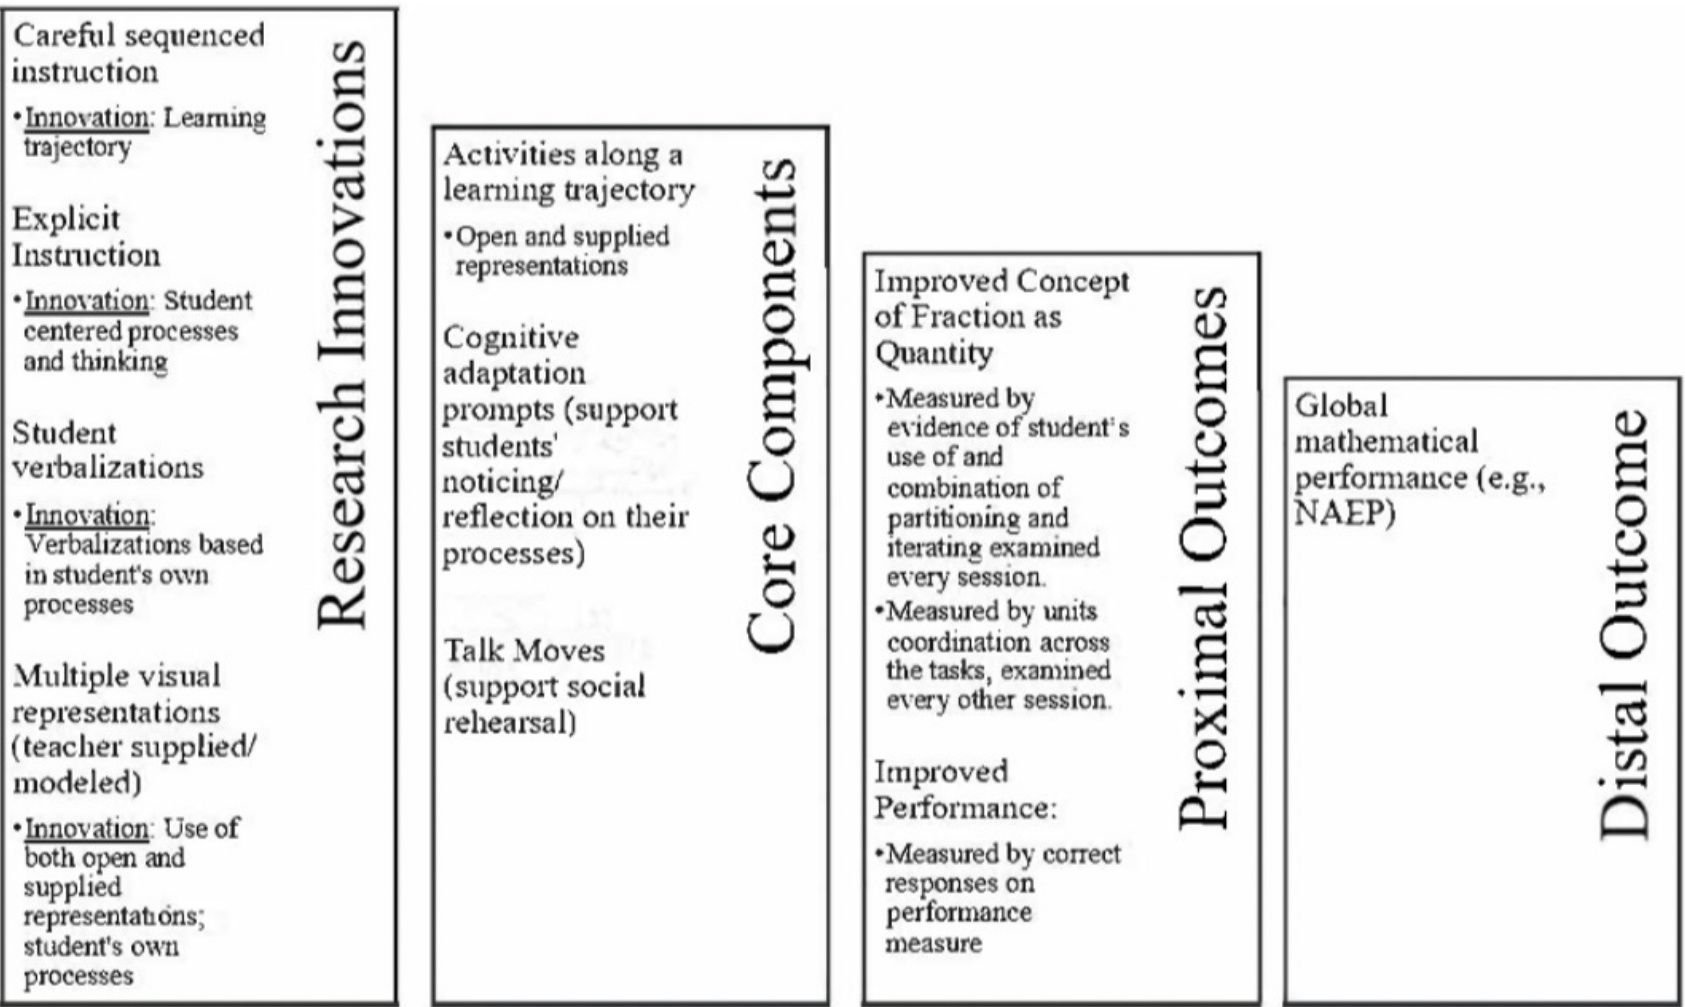 Careful sequenced
instruction
•Innovation: Learning
trajectory
Explicit
Instruction
•Innovation: Student
centered processes
and thinking
Student
verbalizations
•Innovation:
Verbalizations based
in student's own
processes
Multiple visual
representations
(teacher supplied/
modeled)
•Innovation: Use of
both open and
supplied
representations;
student's own
processes
Research Innovations
Activities along a
learning trajectory
•Open and supplied
representations
Cognitive
adaptation
prompts (support
students'
noticing/
reflection on their
processes)
Talk Moves
(support social
rehearsal)
Core Components
Improved Concept
of Fraction as
Quantity
•Measured by
evidence of student's
use of and
combination of
partitioning and
iterating examined
every session.
•Measured by units
coordination across
the tasks, examined
every other session.
Improved
Performance:
•Measured by correct
responses on
performance
measure
Proximal Outcomes
Global
mathematical
performance (e.g.,
NAEP)
Distal Outcome